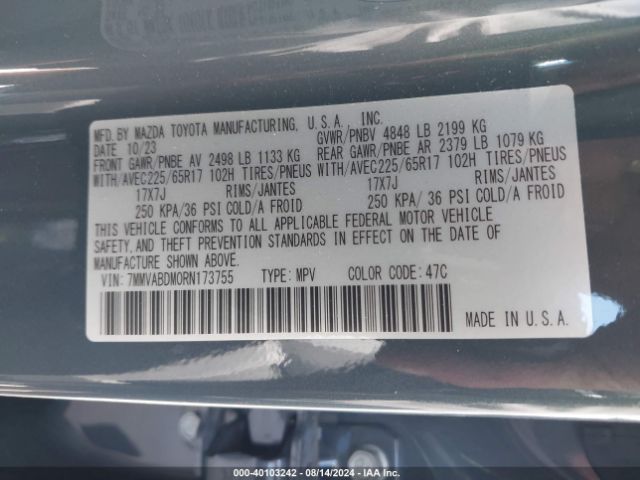 MFD. BY MAZDA TOYOTA MANUFACTURING, U.S.A., INC.
DATE 10/23 GVWR/PNBV 4848 LB 2199 KG
FRONT GAWR/PNBE AV 2498 LB 1133 KG REAR GAWR/PNBE AR 2379 LB 1079 KG
WITH/AVEC225/65R17 102H TIRES/PNEUS WITH/AVEC225/65R17 102H TIRES/PNEUS
17X7J RIMS/JANTES 17X7J RIMS/JANTES
250 KPA/36 PSI COLD/A FROID 250 KPA/ 36 PSI COLD/A FROID
THIS VEHICLE CONFORMS TO ALL APPLICABLE FEDERAL MOTOR VEHICLE
SAFETY, AND THEFT PREVENTION STANDARDS IN EFFECT ON THE DATE OF
MANUFACTURE SHOWN ABOVE.
VIN: 7MMVABDM0RN173755 TYPE: MPV COLOR CODE: 47C
MADE IN U.S.A.
000-40103242 - 08/14/2024 - IAA Inc.